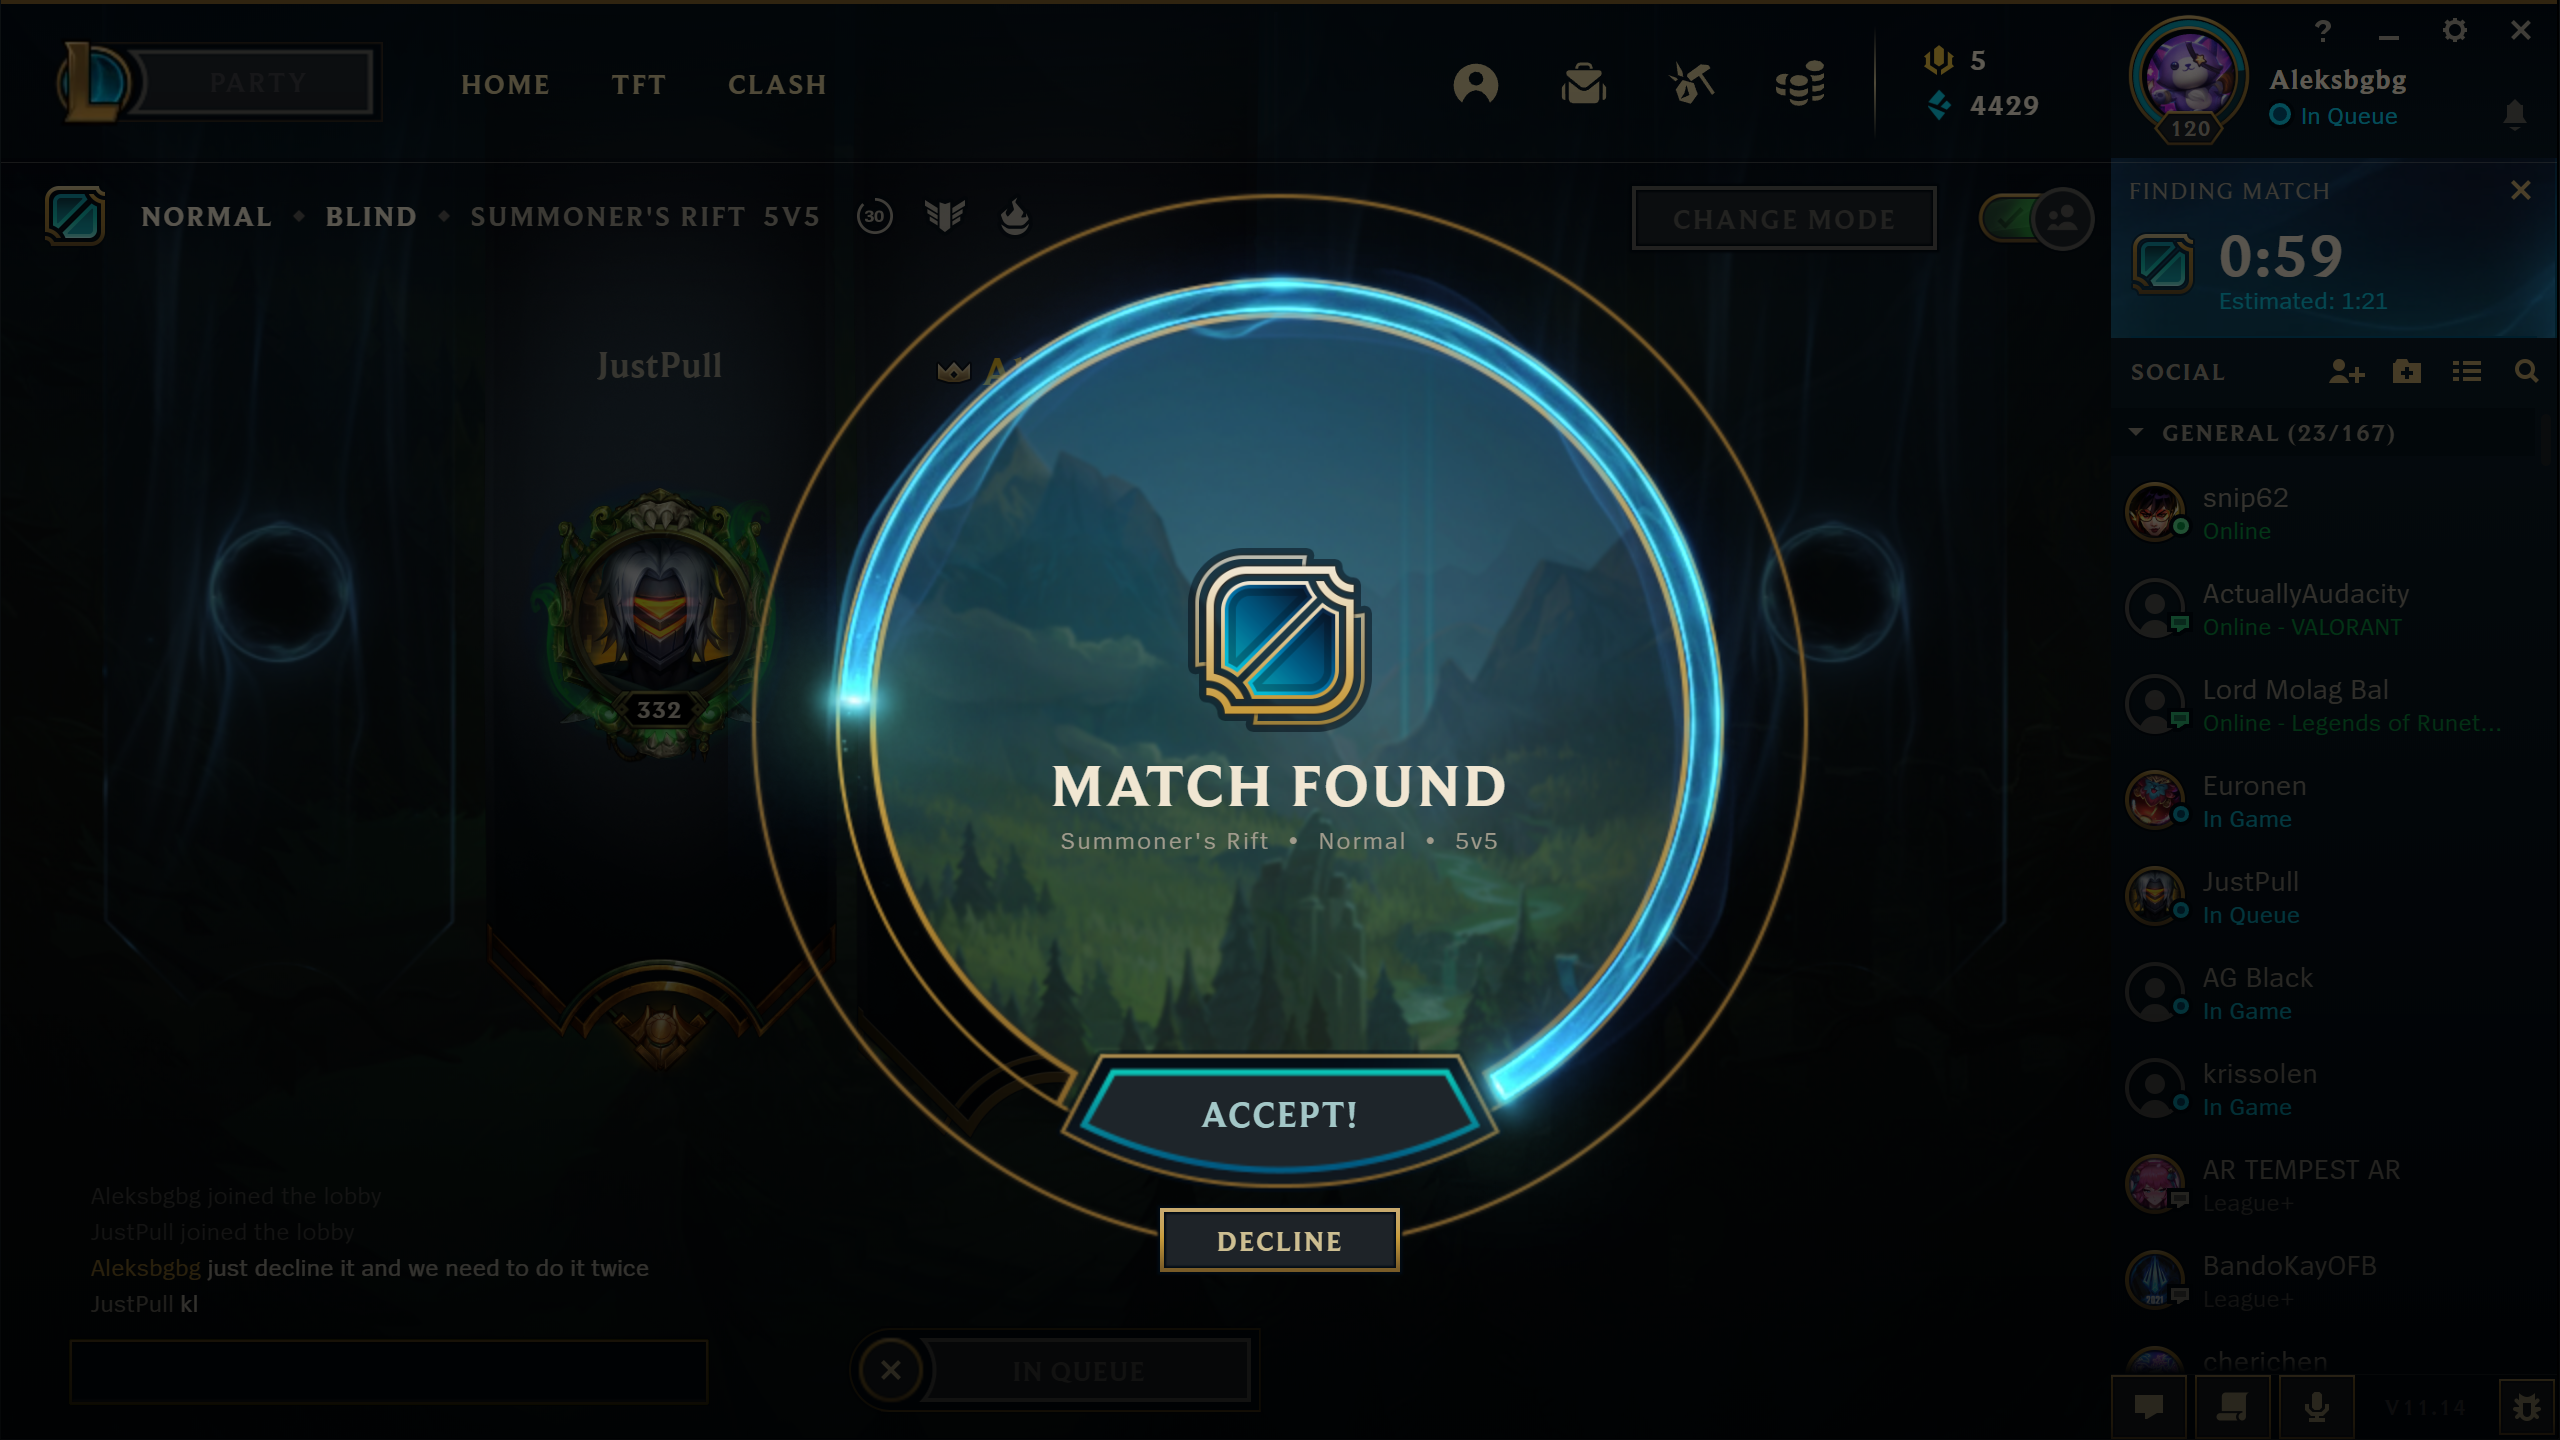 PARTY
HOME TFT CLASH
5
4429
?
Aleksbgbg
In Queue
120
NORMAL BLIND SUMMONER'S RIFT 5V5 30
CHANGE MODE
FINDING MATCH
0:59
Estimated: 1:21
JustPull
332
SOCIAL
GENERAL (23/167)
snip62
Online
ActuallyAudacity
Online - VALORANT
Lord Molag Bal
Online - Legends of Runet...
Euronen
In Game
JustPull
In Queue
AG Black
In Game
krissolen
In Game
AR TEMPEST AR
League+
BandoKayOFB
League+
2021
cherichen
MATCH FOUND
Summoner's Rift • Normal • 5v5
ACCEPT!
DECLINE
Aleksbgbg joined the lobby
JustPull joined the lobby
Aleksbgbg just decline it and we need to do it twice
JustPull kl
IN QUEUE
V11.14